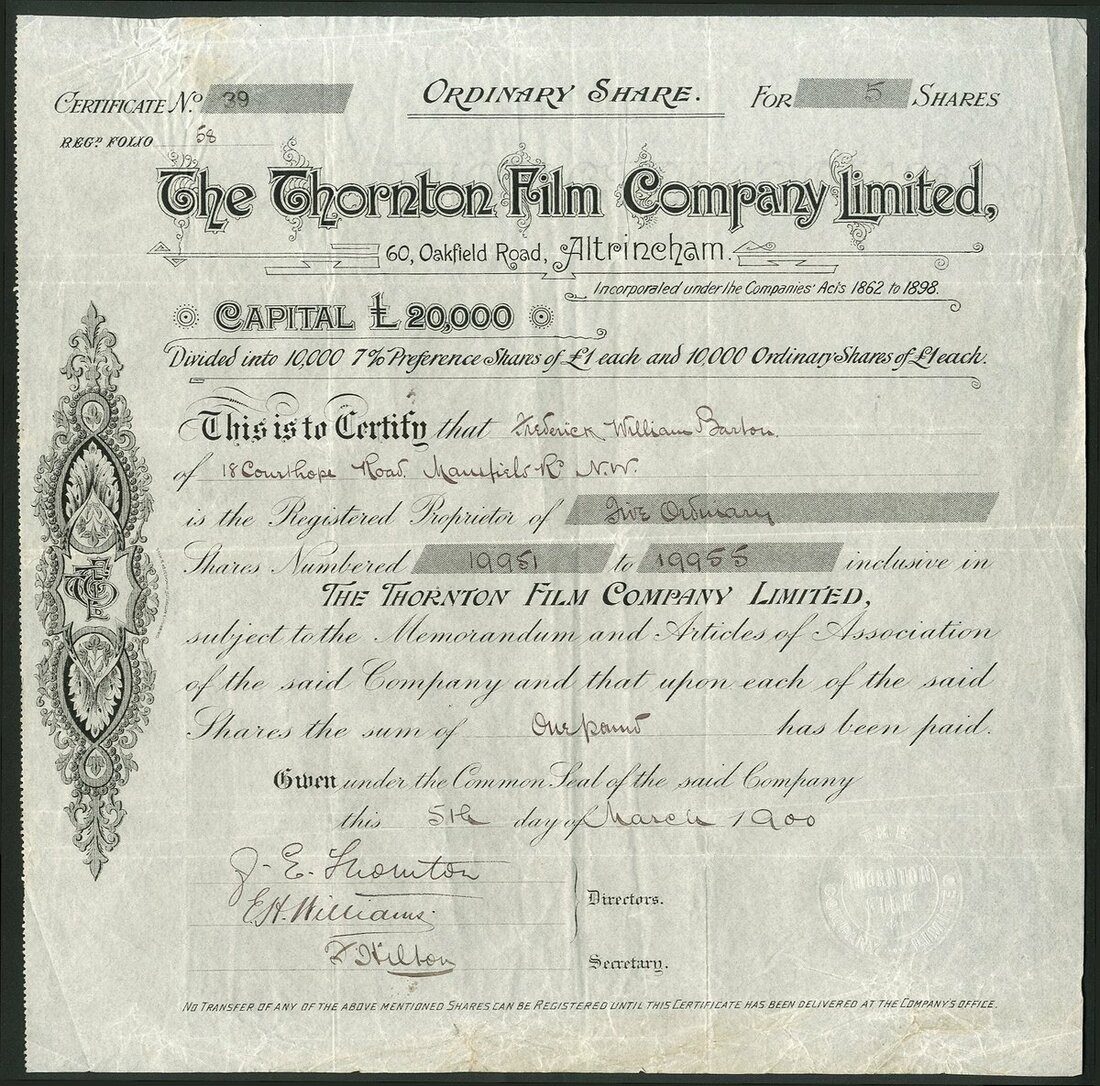 CERTIFICATE No. 39
ORDINARY SHARE.
FOR 5 SHARES
REGD FOLIO 58
The Thornton Film Company Limited,
60, Oakfield Road, Altrincham.
Incorporated under the Companies' Acts 1862 to 1898.
CAPITAL £20,000
Divided into 10,000 7% Preference Shares of £1 each and 10,000 Ordinary Shares of £1 each.
This is to Certify that Frederick William Barton.
of 18 Courthope Road. Mansfield Rd N.W.
is the Registered Proprietor of Five Ordinary
Shares Numbered 19951 to 19955 inclusive in
THE THORNTON FILM COMPANY LIMITED,
subject to the Memorandum and Articles of Association
of the said Company and that upon each of the said
Shares the sum of One pound has been paid.
Given under the Common Seal of the said Company
this 5th day of March 1900
J. E. Thornton
E.H. Williams.
Directors.
F Hilton
Secretary.
THORNTON
FILM
NO TRANSFER OF ANY OF THE ABOVE MENTIONED SHARES CAN BE REGISTERED UNTIL THIS CERTIFICATE HAS BEEN DELIVERED AT THE COMPANY'S OFFICE.